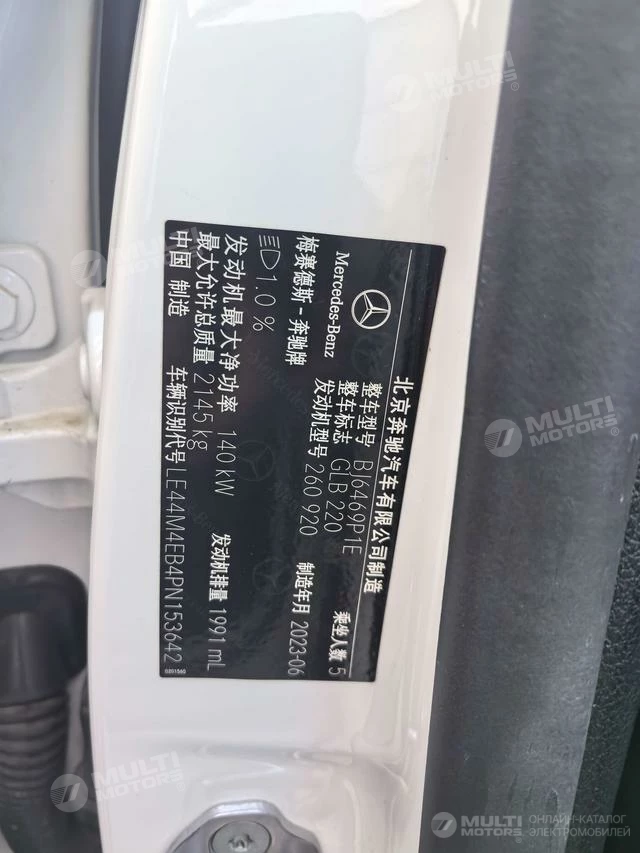 北京奔驰汽车有限公司制造
Mercedes-Benz
梅赛德斯-奔驰牌
整车型号 BJ6469P1E
整车标志 GLB 220
发动机型号 260 920
乘坐人数 5
制造年月 2023-06
1.0 %
发动机最大净功率 140 kW
发动机排量 1991 mL
最大允许总质量 2145 kg
中国 制造
车辆识别代号 LE44M4EB4PN153642
0201560
MULTI MOTORS
MULTI MOTORS
MULTI MOTORS
MULTI MOTORS
MULTI MOTORS
ОНЛАЙН-КАТАЛОГ
ЭЛЕКТРОМОБИЛЕЙ